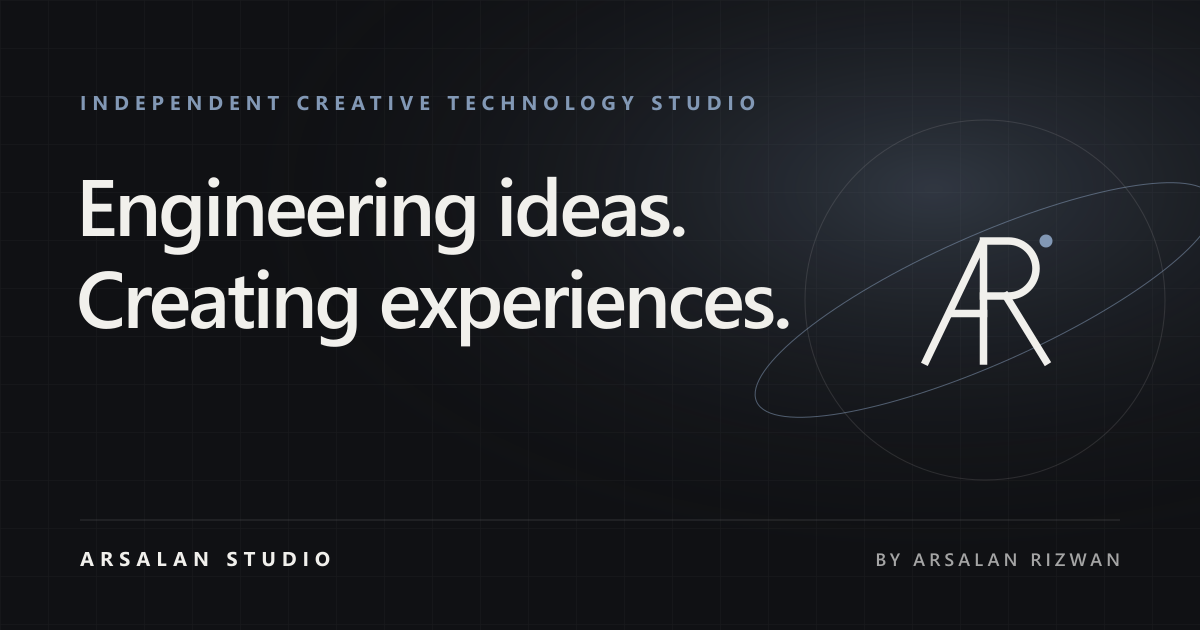 INDEPENDENT CREATIVE TECHNOLOGY STUDIO
Engineering ideas.
Creating experiences.
AR
ARSALAN STUDIO
BY ARSALAN RIZWAN